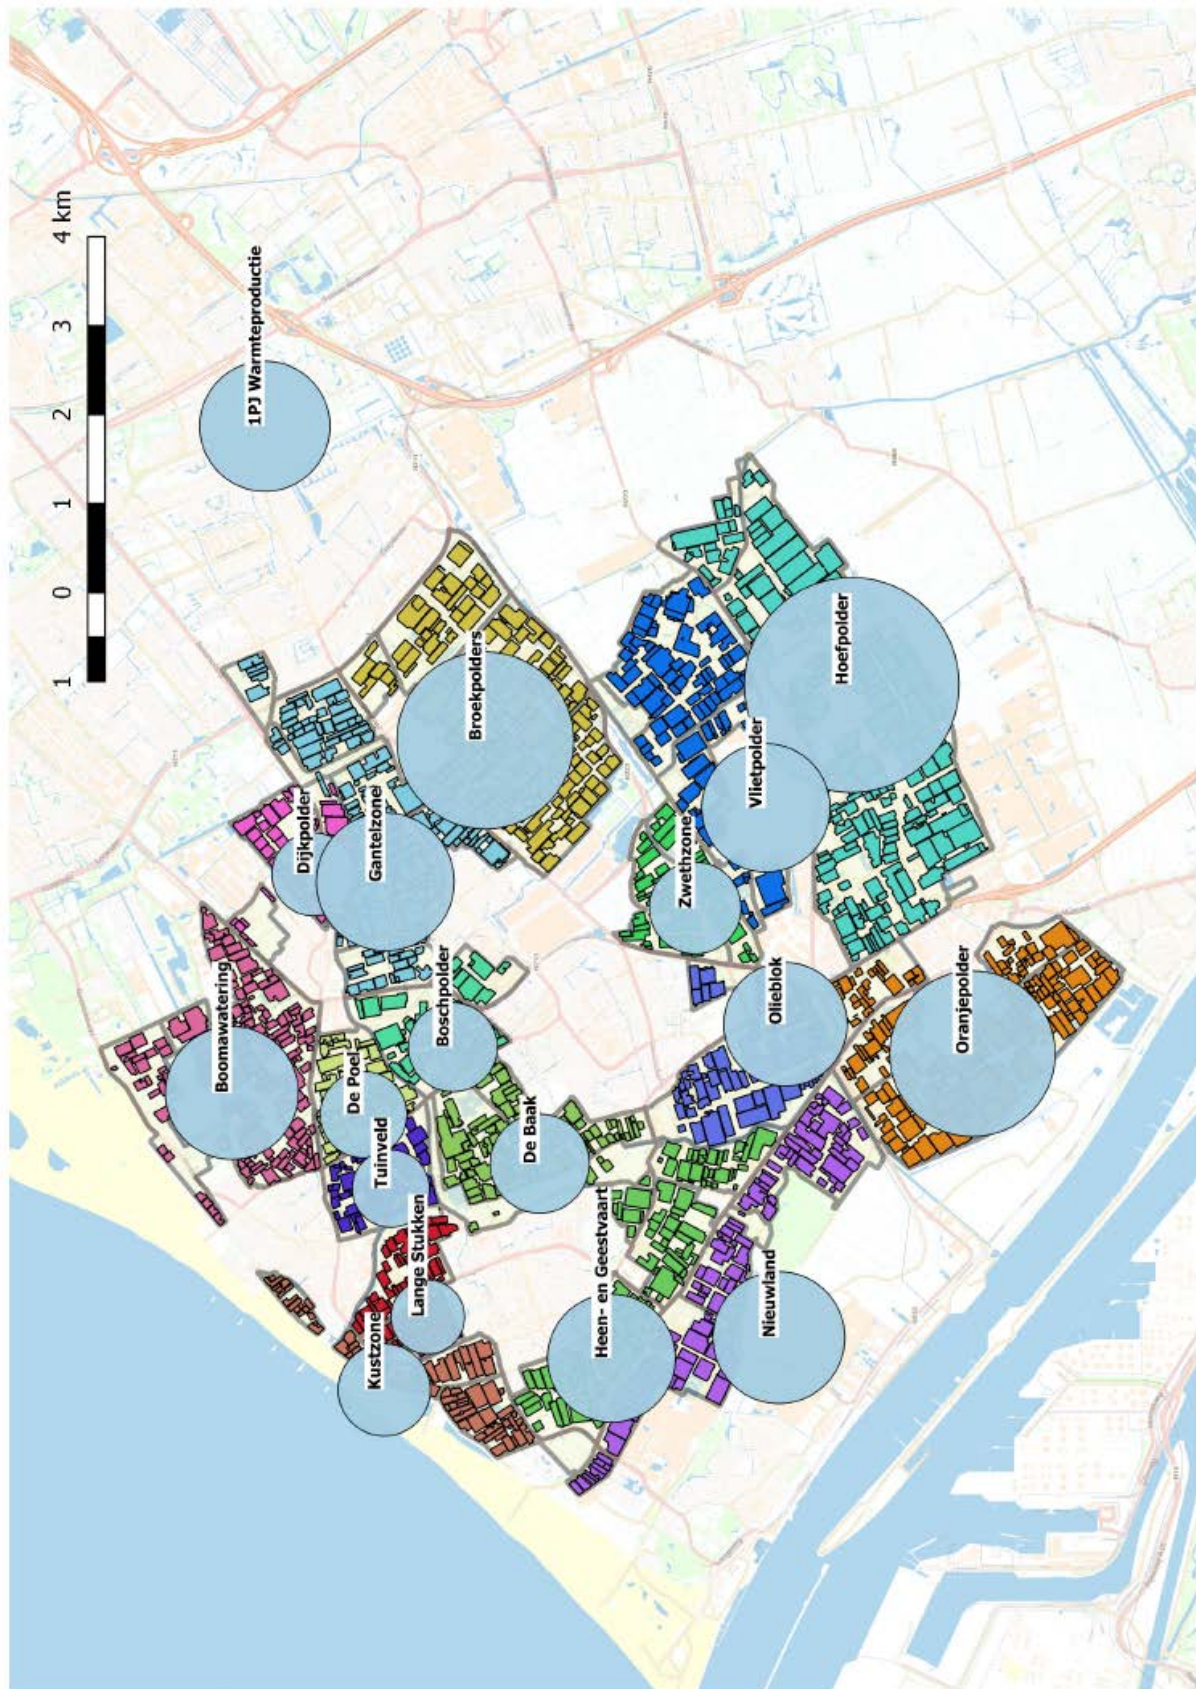 1 0 1 2 3 4 km
1PJ Warmteproductie
Boomawatering
Dijkpolder
Gantelzone
Broekpolders
De Poel
Boschpolder
Tuinveld
Lange Stukken
Kustzone
De Baak
Heen- en Geestvaart
Nieuwland
Olieblok
Zwethzone
Vlietpolder
Hoefpolder
Oranjepolder